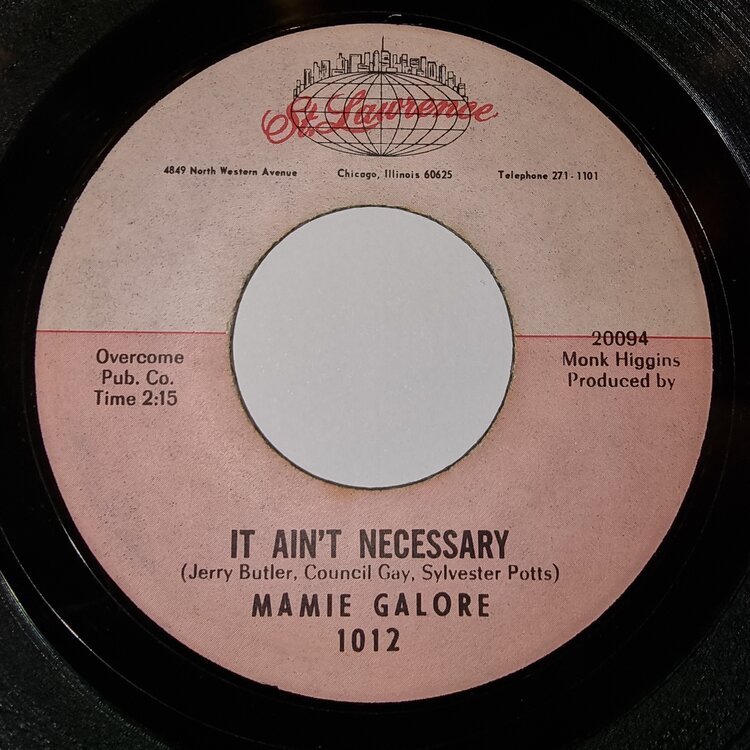 St. Lawrence
4849 North Western Avenue Chicago, Illinois 60625 Telephone 271-1101
Overcome
Pub. Co.
Time 2:15
20094
Monk Higgins
Produced by
IT AIN'T NECESSARY
(Jerry Butler, Council Gay, Sylvester Potts)
MAMIE GALORE
1012